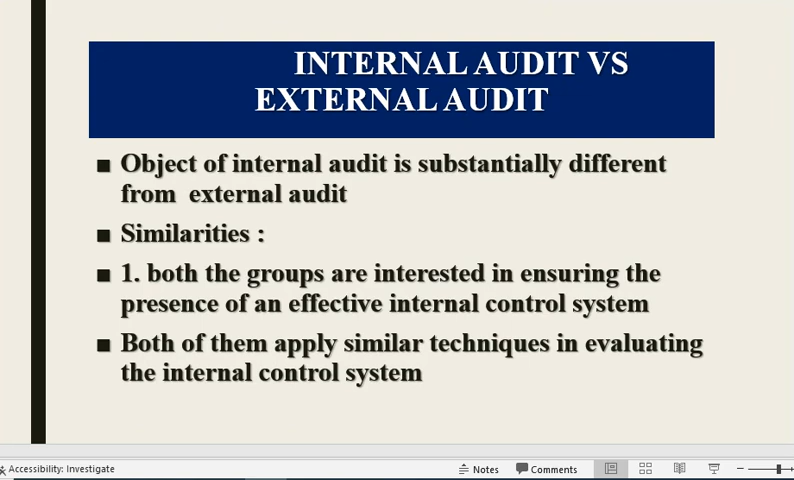 INTERNAL AUDIT VS
EXTERNAL AUDIT
■ Object of internal audit is substantially different
from external audit
■ Similarities :
■ 1. both the groups are interested in ensuring the
presence of an effective internal control system
■ Both of them apply similar techniques in evaluating
the internal control system
Accessibility: Investigate
Notes
Comments